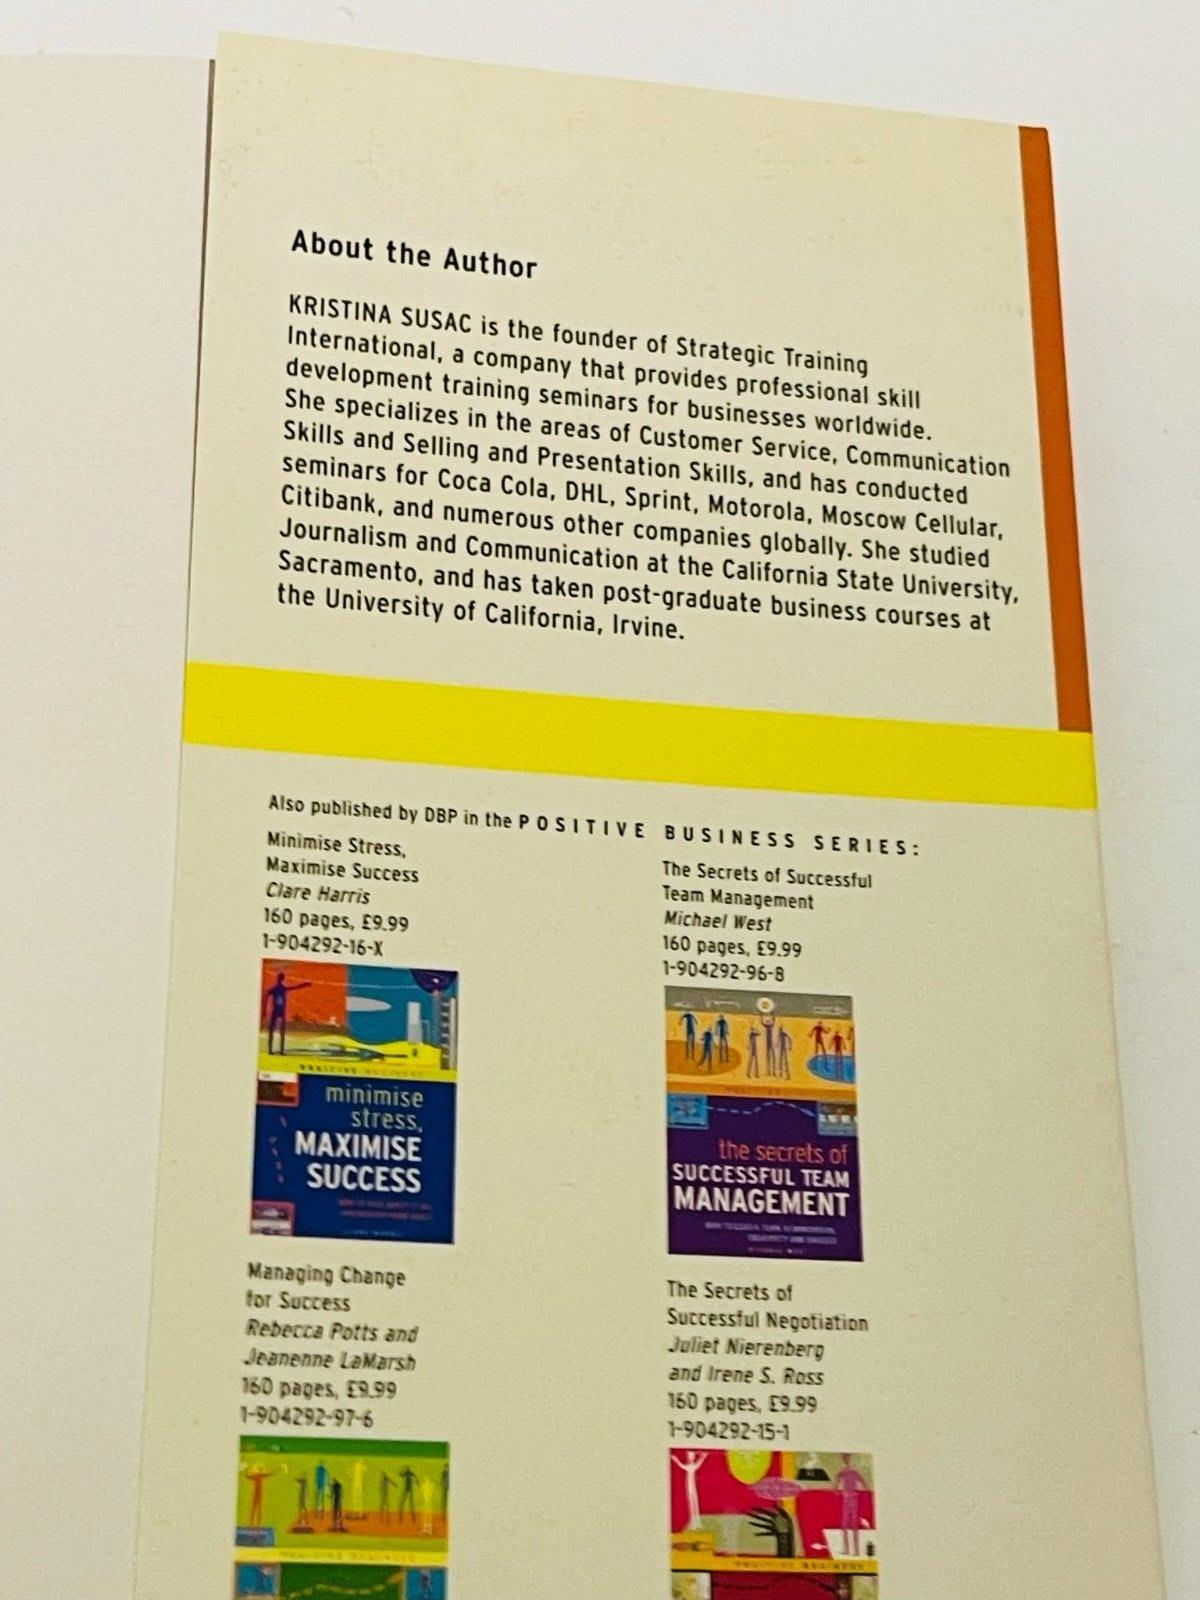 About the Author
KRISTINA SUSAC is the founder of Strategic Training
International, a company that provides professional skill
development training seminars for businesses worldwide.
She specializes in the areas of Customer Service, Communication
Skills and Selling and Presentation Skills, and has conducted
seminars for Coca Cola, DHL, Sprint, Motorola, Moscow Cellular,
Citibank, and numerous other companies globally. She studied
Journalism and Communication at the California State University,
Sacramento, and has taken post-graduate business courses at
the University of California, Irvine.
Also published by DBP in the POSITIVE BUSINESS SERIES:
Minimise Stress,
Maximise Success
Clare Harris
160 pages, £9.99
1-904292-16-X
minimise
stress,
MAXIMISE
SUCCESS
The Secrets of Successful
Team Management
Michael West
160 pages, £9.99
1-904292-96-8
the secrets of
SUCCESSFUL TEAM
MANAGEMENT
Managing Change
for Success
Rebecca Potts and
Jeanenne LaMarsh
160 pages, £9.99
1-904292-97-6
The Secrets of
Successful Negotiation
Juliet Nierenberg
and Irene S. Ross
160 pages, £9.99
1-904292-15-1
POSITIVE BUSINESS